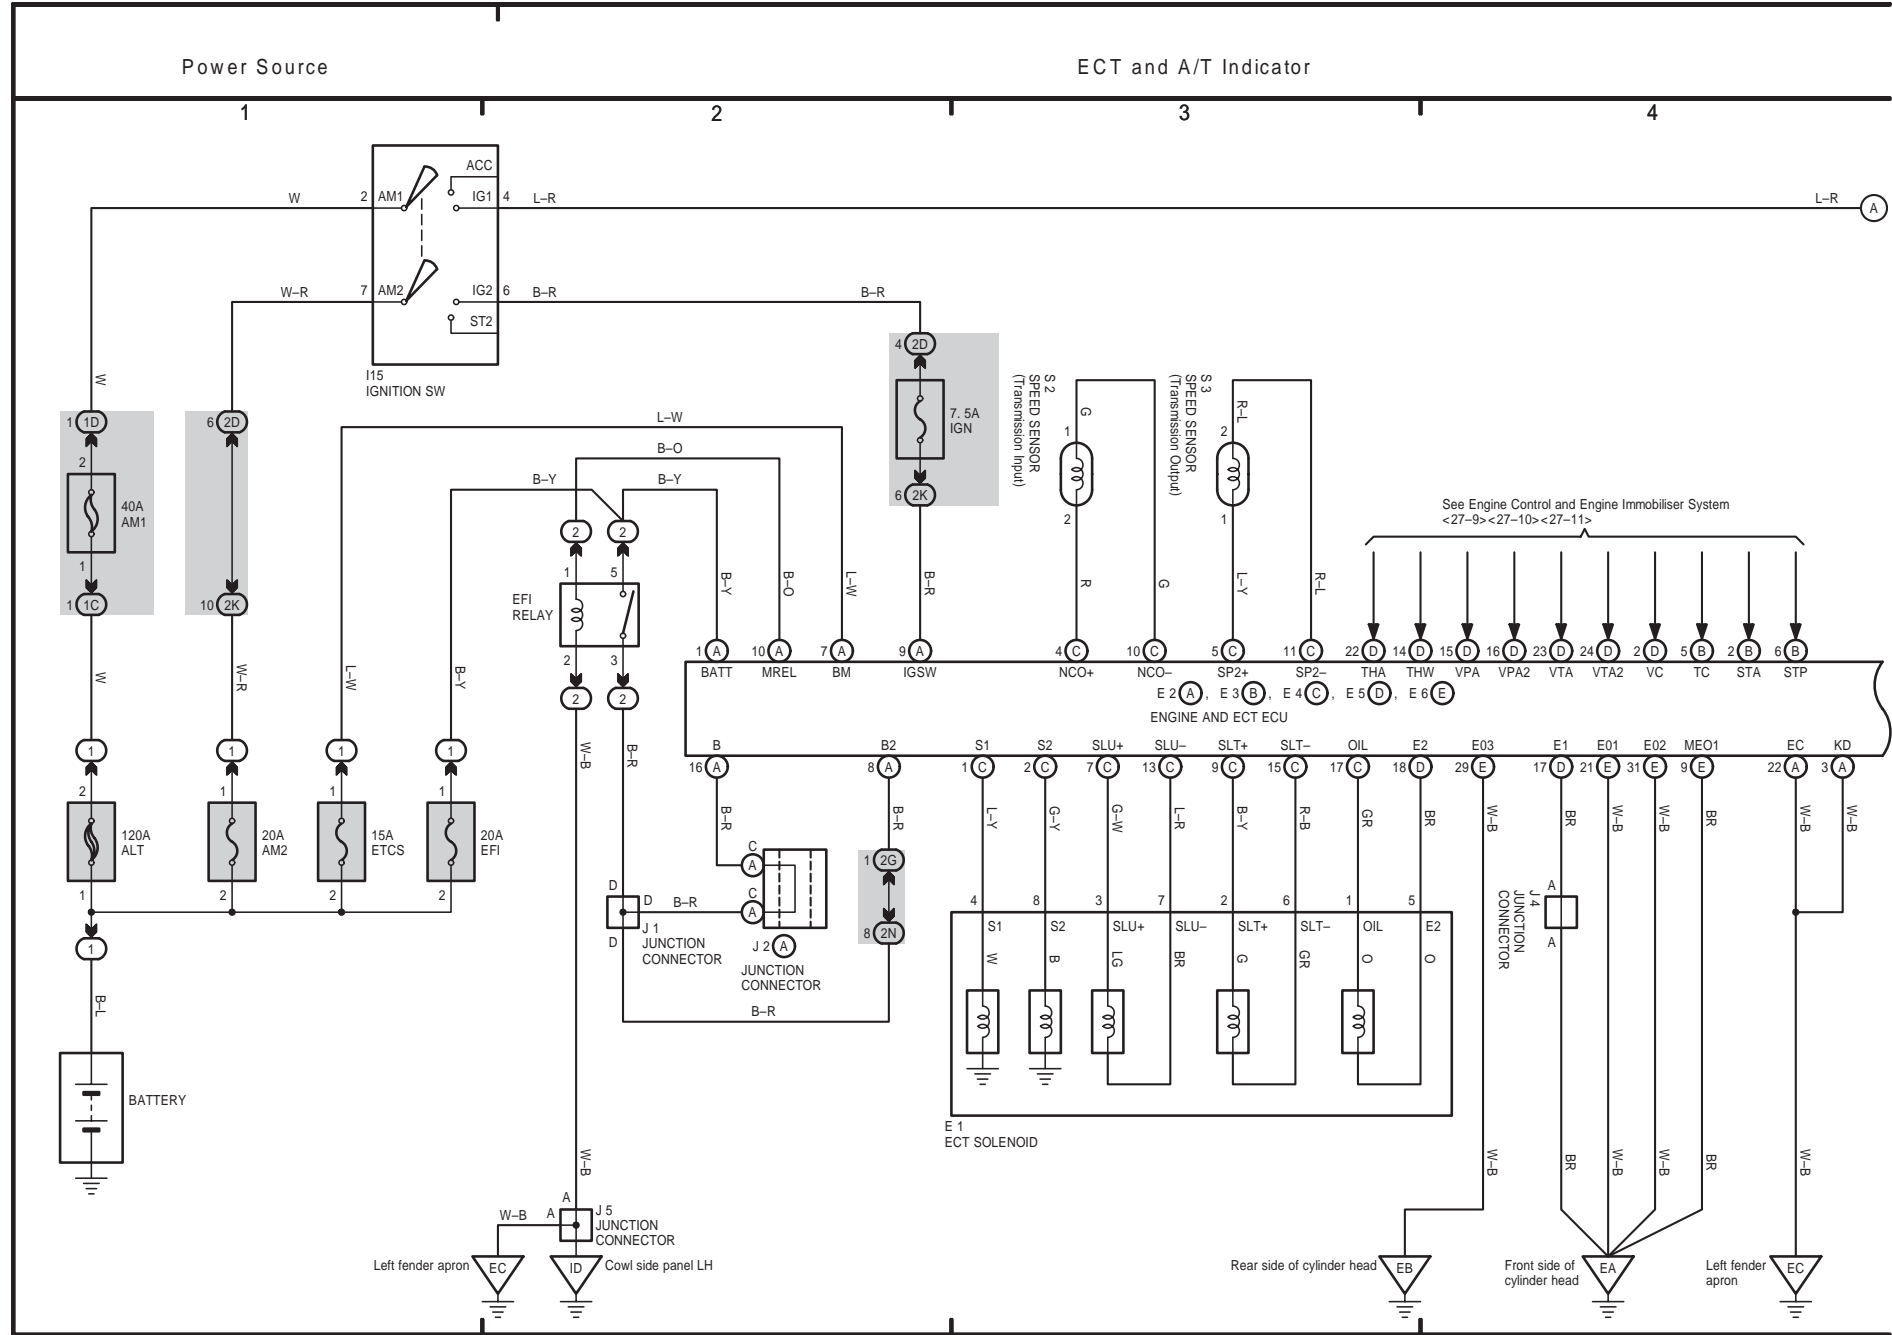 Power Source
ECT and A/T Indicator
1
2
3
4
ACC
W
2
AM1
IG1
4
L–R
L–R
A
W–R
7
AM2
IG2
6
B–R
B–R
ST2
I15
IGNITION SW
W
1
1D
2
40A
AM1
1
1
1C
W
6
2D
10
2K
W–R
L–W
B–O
B–Y
B–Y
4
2D
7. 5A
IGN
6
2K
S 2
SPEED SENSOR
(Transmission Input)
G
1
2
S 3
SPEED SENSOR
(Transmission Output)
R–L
2
1
See Engine Control and Engine Immobiliser System
<27–9><27–10><27–11>
2
2
1
5
EFI
RELAY
2
3
2
2
L–W
B–Y
B–Y
B–O
L–W
B–R
R
G
L–Y
R–L
1 A
10 A
7 A
9 A
4 C
10 C
5 C
11 C
22 D
14 D
15 D
16 D
23 D
24 D
2 D
5 B
2 B
6 B
BATT
MREL
BM
IGSW
NCO+
NCO–
SP2+
SP2–
THA
THW
VPA
VPA2
VTA
VTA2
VC
TC
STA
STP
E 2 A , E 3 B , E 4 C , E 5 D , E 6 E
ENGINE AND ECT ECU
B
B2
S1
S2
SLU+
SLU–
SLT+
SLT–
OIL
E2
E03
E1
E01
E02
MEO1
EC
KD
16 A
8 A
1 C
2 C
7 C
13 C
9 C
15 C
17 C
18 D
29 E
17 D
21 E
31 E
9 E
22 A
3 A
W–B
B–R
B–R
B–R
L–Y
G–Y
G–W
L–R
B–Y
R–B
GR
BR
W–B
BR
W–B
W–B
BR
W–B
W–B
1
1
1
1
2
1
1
1
120A
ALT
20A
AM2
15A
ETCS
20A
EFI
1
2
2
2
1
B–L
BATTERY
D
D
D
B–R
J 1
JUNCTION
CONNECTOR
C
A
C
A
J 2 A
JUNCTION
CONNECTOR
1 2G
8 2N
B–R
4
8
3
7
2
6
1
5
S1
S2
SLU+
SLU–
SLT+
SLT–
OIL
E2
W
B
LG
BR
G
GR
O
O
E 1
ECT SOLENOID
A
A
J 4
JUNCTION
CONNECTOR
W–B
W–B
BR
W–B
W–B
BR
W–B
A
A
W–B
J 5
JUNCTION
CONNECTOR
Left fender apron
EC
ID
Cowl side panel LH
Rear side of cylinder head
EB
Front side of
cylinder head
EA
Left fender
apron
EC